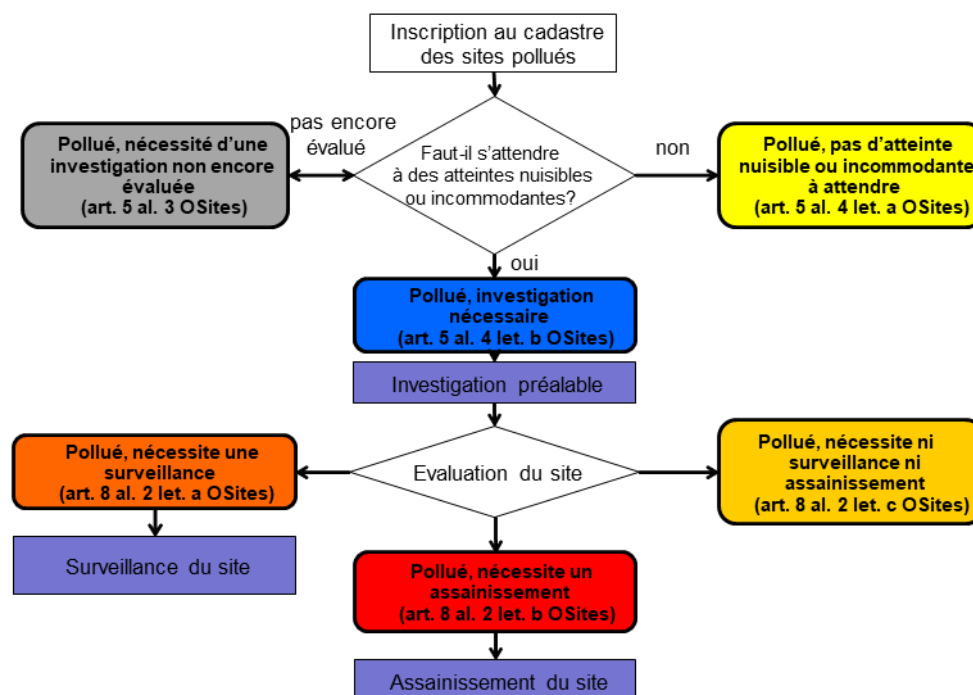 Inscription au cadastre
des sites pollués
pas encore
évalué
Pollué, nécessité d'une
investigation non encore
évaluée
(art. 5 al. 3 OSites)
Faut-il s'attendre
à des atteintes nuisibles
ou incommodantes?
non
Pollué, pas d'atteinte
nuisible ou incommodante
à attendre
(art. 5 al. 4 let. a OSites)
oui
Pollué, investigation
nécessaire
(art. 5 al. 4 let. b OSites)
Investigation préalable
Pollué, nécessite une
surveillance
(art. 8 al. 2 let. a OSites)
Evaluation du site
Pollué, nécessite ni
surveillance ni
assainissement
(art. 8 al. 2 let. c OSites)
Surveillance du site
Pollué, nécessite un
assainissement
(art. 8 al. 2 let. b OSites)
Assainissement du site